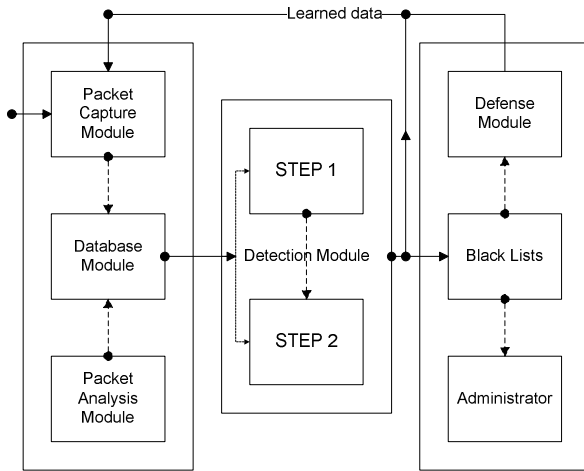 Learned data
Packet
Capture
Module
Database
Module
Packet
Analysis
Module
STEP 1
Detection Module
STEP 2
Defense
Module
Black Lists
Administrator